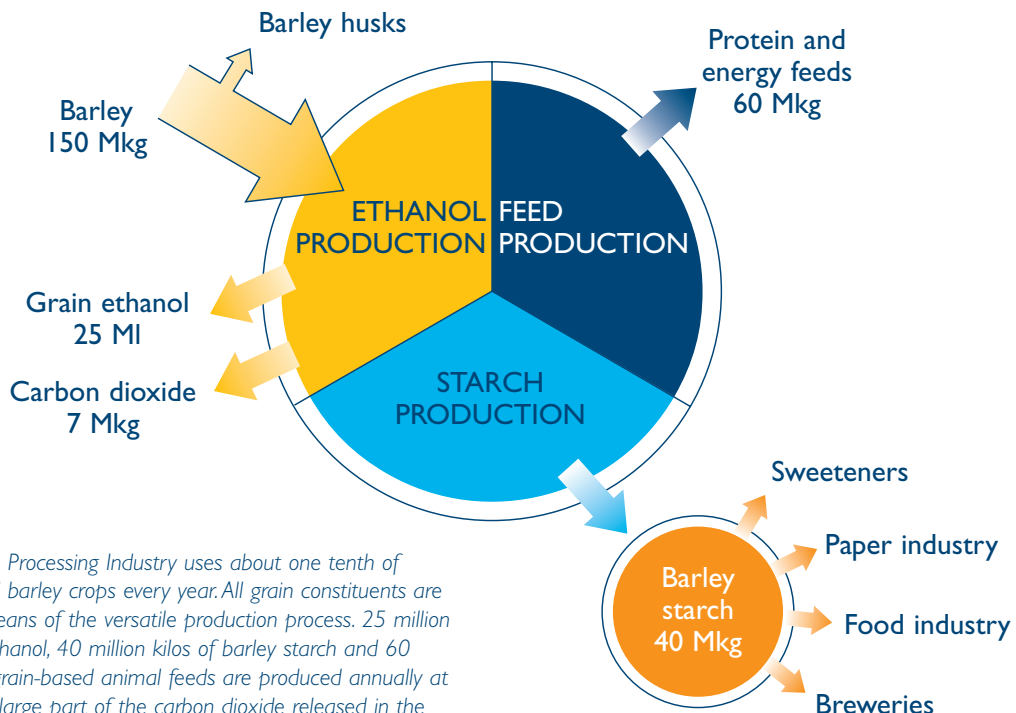 Barley husks
Barley
150 Mkg
Protein and
energy feeds
60 Mkg
ETHANOL
PRODUCTION
FEED
PRODUCTION
Grain ethanol
25 Ml
Carbon dioxide
7 Mkg
STARCH
PRODUCTION
Sweeteners
Paper industry
Barley
starch
40 Mkg
Food industry
Breweries
Processing Industry uses about one tenth of
barley crops every year. All grain constituents are
of the versatile production process. 25 million
40 million kilos of barley starch and 60
grain-based animal feeds are produced annually at
large part of the carbon dioxide released in the